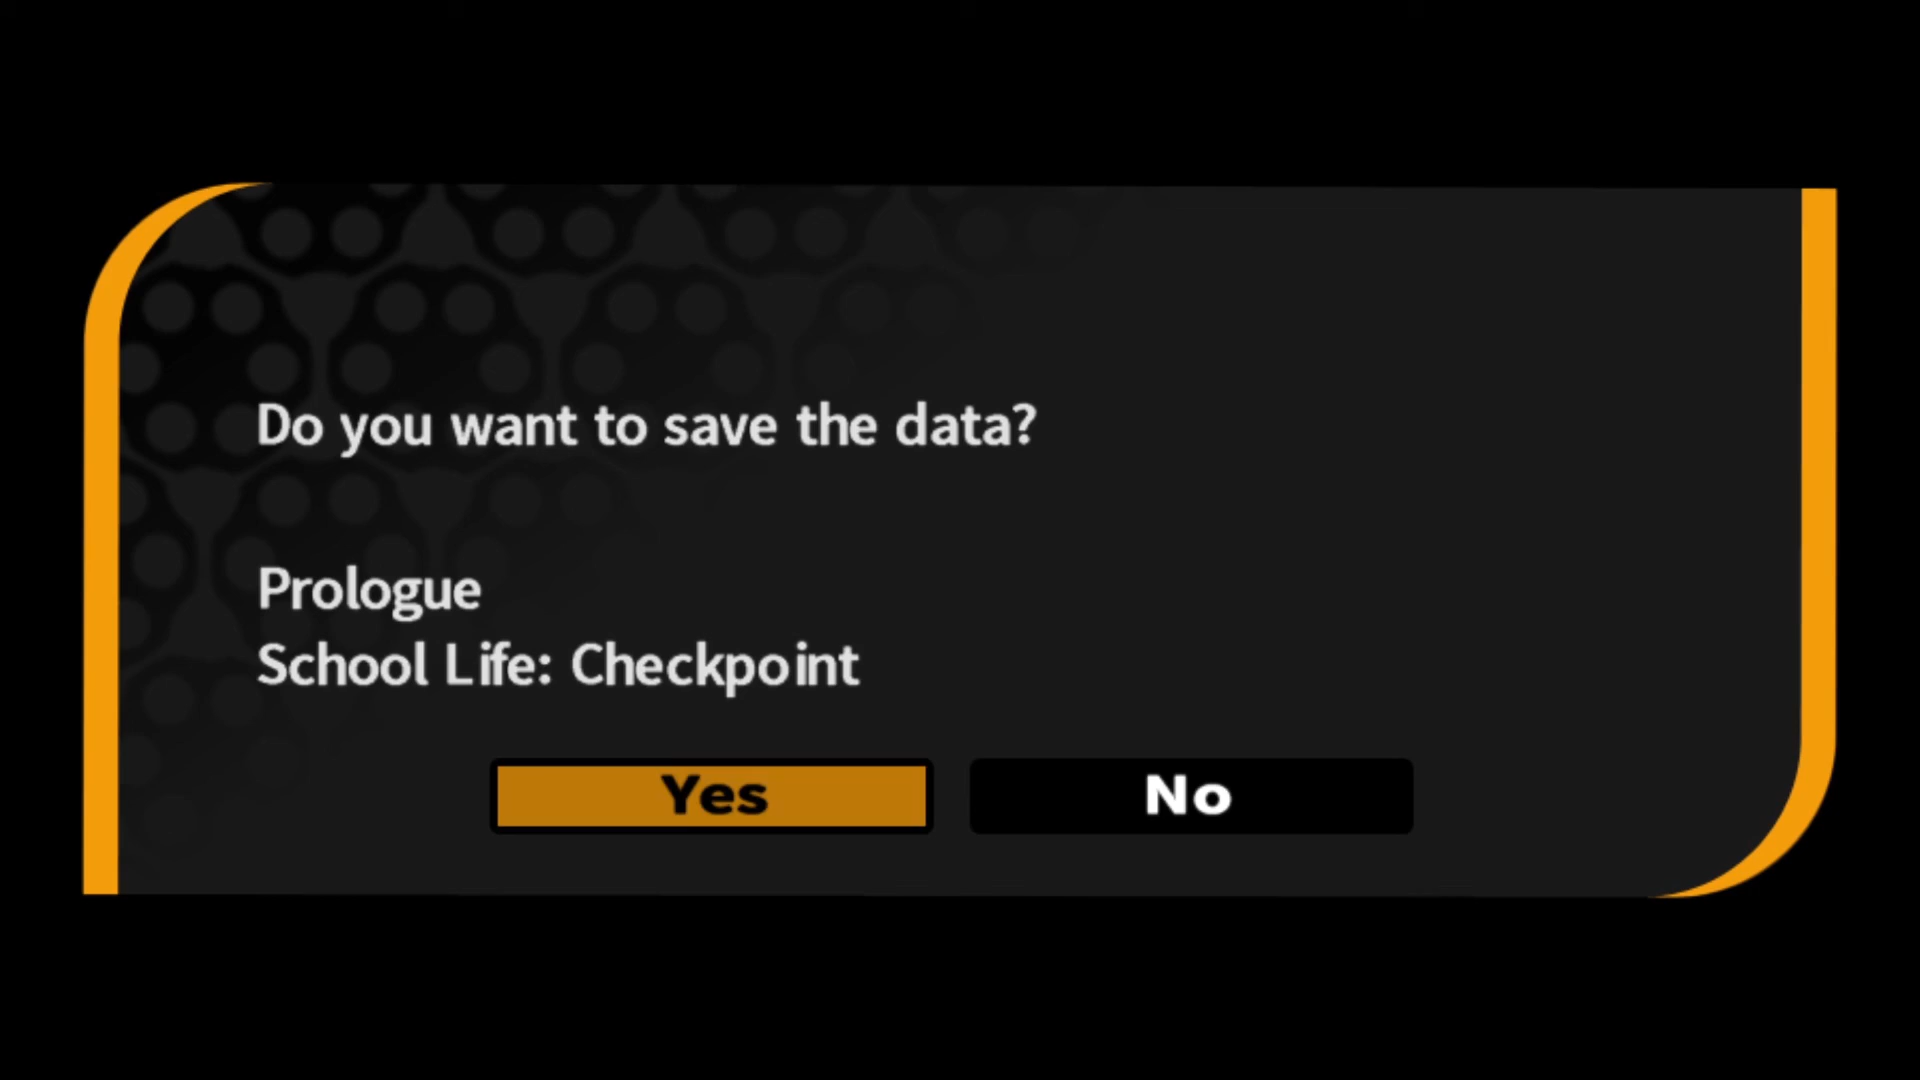 Do you want to save the data?
Prologue
School Life: Checkpoint
Yes
No